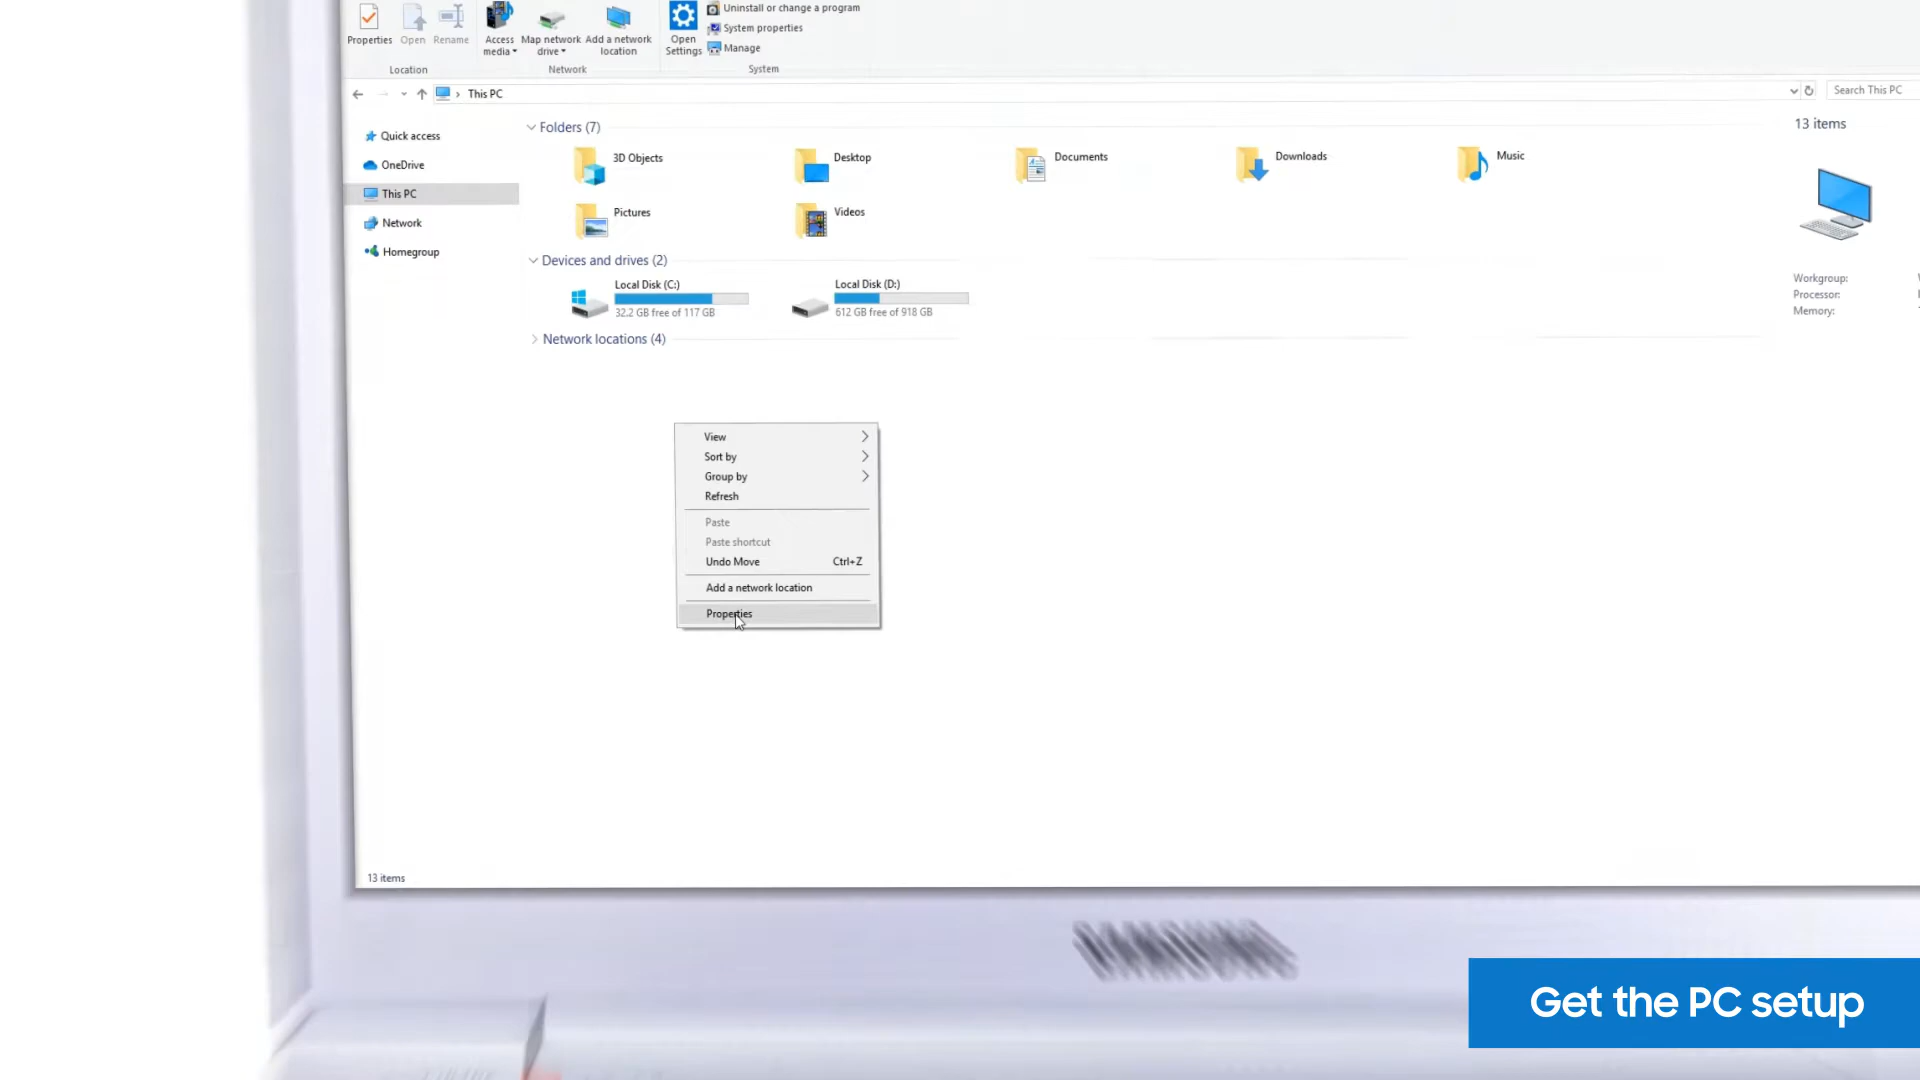 Uninstall or change a program
System properties
Manage
Properties
Open
Rename
Access media
Map network drive
Add a network location
Open Settings
Location
Network
System
This PC
Search This PC
Quick access
OneDrive
This PC
Network
Homegroup
Folders (7)
3D Objects
Desktop
Documents
Downloads
Music
Pictures
Videos
Devices and drives (2)
Local Disk (C:)
32.2 GB free of 117 GB
Local Disk (D:)
612 GB free of 918 GB
Network locations (4)
13 items
Workgroup:
Processor:
Memory:
View
Sort by
Group by
Refresh
Paste
Paste shortcut
Undo Move Ctrl+Z
Add a network location
Properties
13 items
Get the PC setup